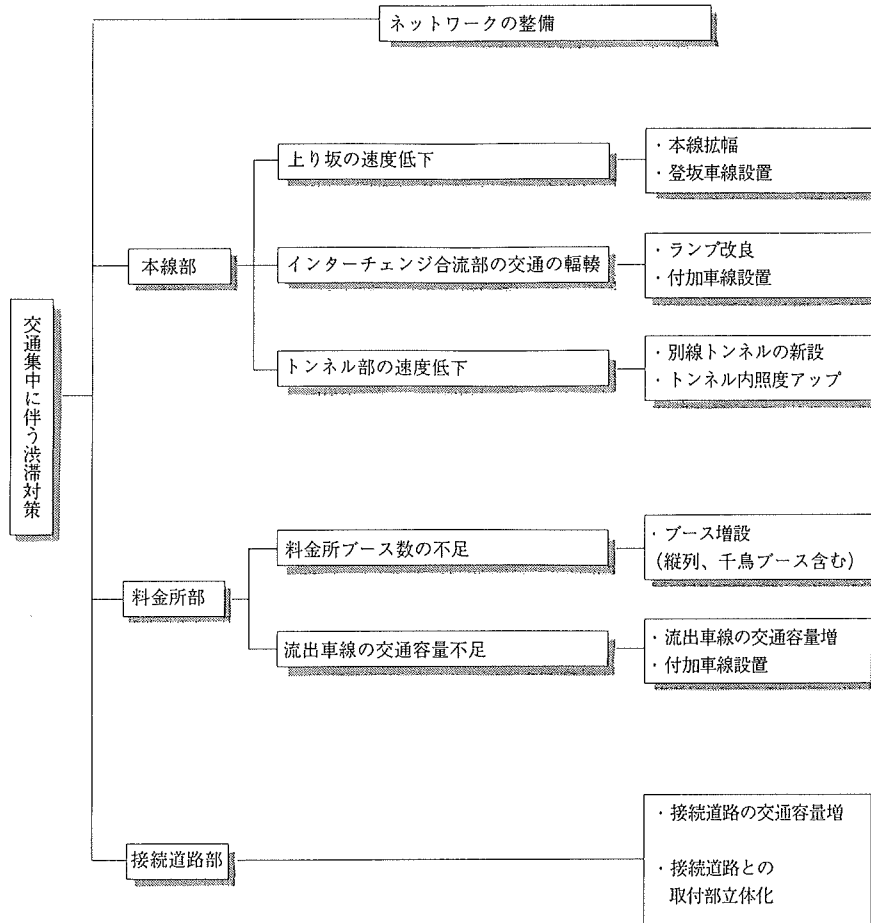 ネットワークの整備
上り坂の速度低下
・本線拡幅
・登坂車線設置
本線部
インターチェンジ合流部の交通の輻輳
・ランプ改良
・付加車線設置
交通集中に伴う渋滞対策
トンネル部の速度低下
・別線トンネルの新設
・トンネル内照度アップ
料金所ブース数の不足
・ブース増設
(縦列、千鳥ブース含む)
料金所部
流出車線の交通容量不足
・流出車線の交通容量増
・付加車線設置
接続道路部
・接続道路の交通容量増
・接続道路との
取付部立体化